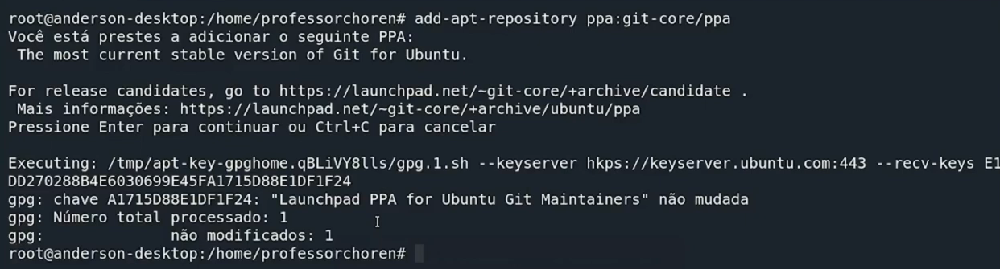 root@anderson-desktop:/home/professorchoren# add-apt-repository ppa:git-core/ppa
Você está prestes a adicionar o seguinte PPA:
 The most current stable version of Git for Ubuntu.

For release candidates, go to https://launchpad.net/~git-core/+archive/candidate .
 Mais informações: https://launchpad.net/~git-core/+archive/ubuntu/ppa
Pressione Enter para continuar ou Ctrl+C para cancelar

Executing: /tmp/apt-key-gpghome.qBLiVY8lls/gpg.1.sh --keyserver hkps://keyserver.ubuntu.com:443 --recv-keys E1
DD270288B4E6030699E45FA1715D88E1DF1F24
gpg: chave A1715D88E1DF1F24: "Launchpad PPA for Ubuntu Git Maintainers" não mudada
gpg: Número total processado: 1
gpg:              não modificados: 1
root@anderson-desktop:/home/professorchoren#